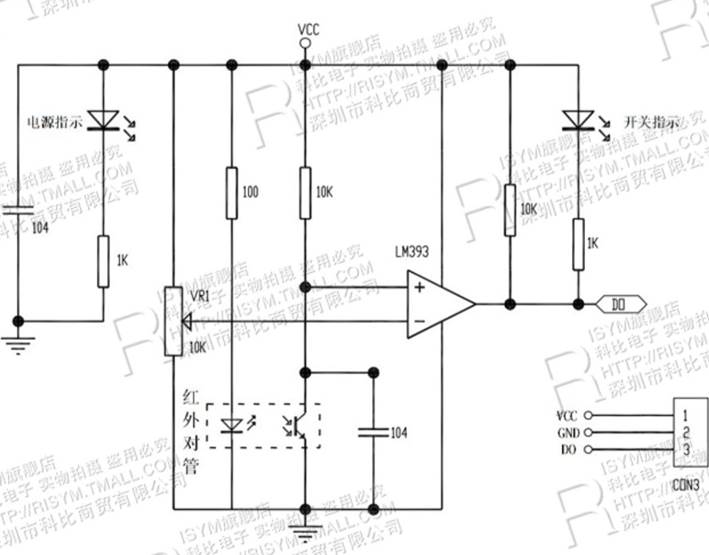 VCC
电源指示
开关指示
100
10K
10K
104
1K
1K
LM393
VR1
10K
+
-
DO
红外对管
104
VCC 1
GND 2
DO 3
CON3
ISYM旗舰店
科比电子 实物拍摄 盗用必究
HTTP://RISYM.TMALL.COM
深圳市科比商贸有限公司